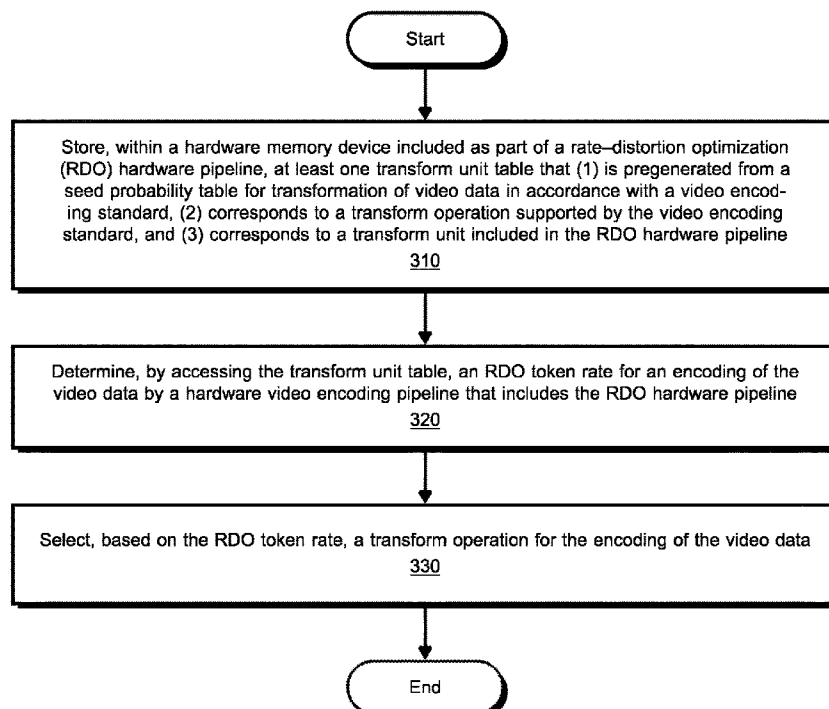 Start
Store, within a hardware memory device included as part of a rate–distortion optimization
(RDO) hardware pipeline, at least one transform unit table that (1) is pregenerated from a
seed probability table for transformation of video data in accordance with a video encod-
ing standard, (2) corresponds to a transform operation supported by the video encoding
standard, and (3) corresponds to a transform unit included in the RDO hardware pipeline
310
Determine, by accessing the transform unit table, an RDO token rate for an encoding of the
video data by a hardware video encoding pipeline that includes the RDO hardware pipeline
320
Select, based on the RDO token rate, a transform operation for the encoding of the video data
330
End